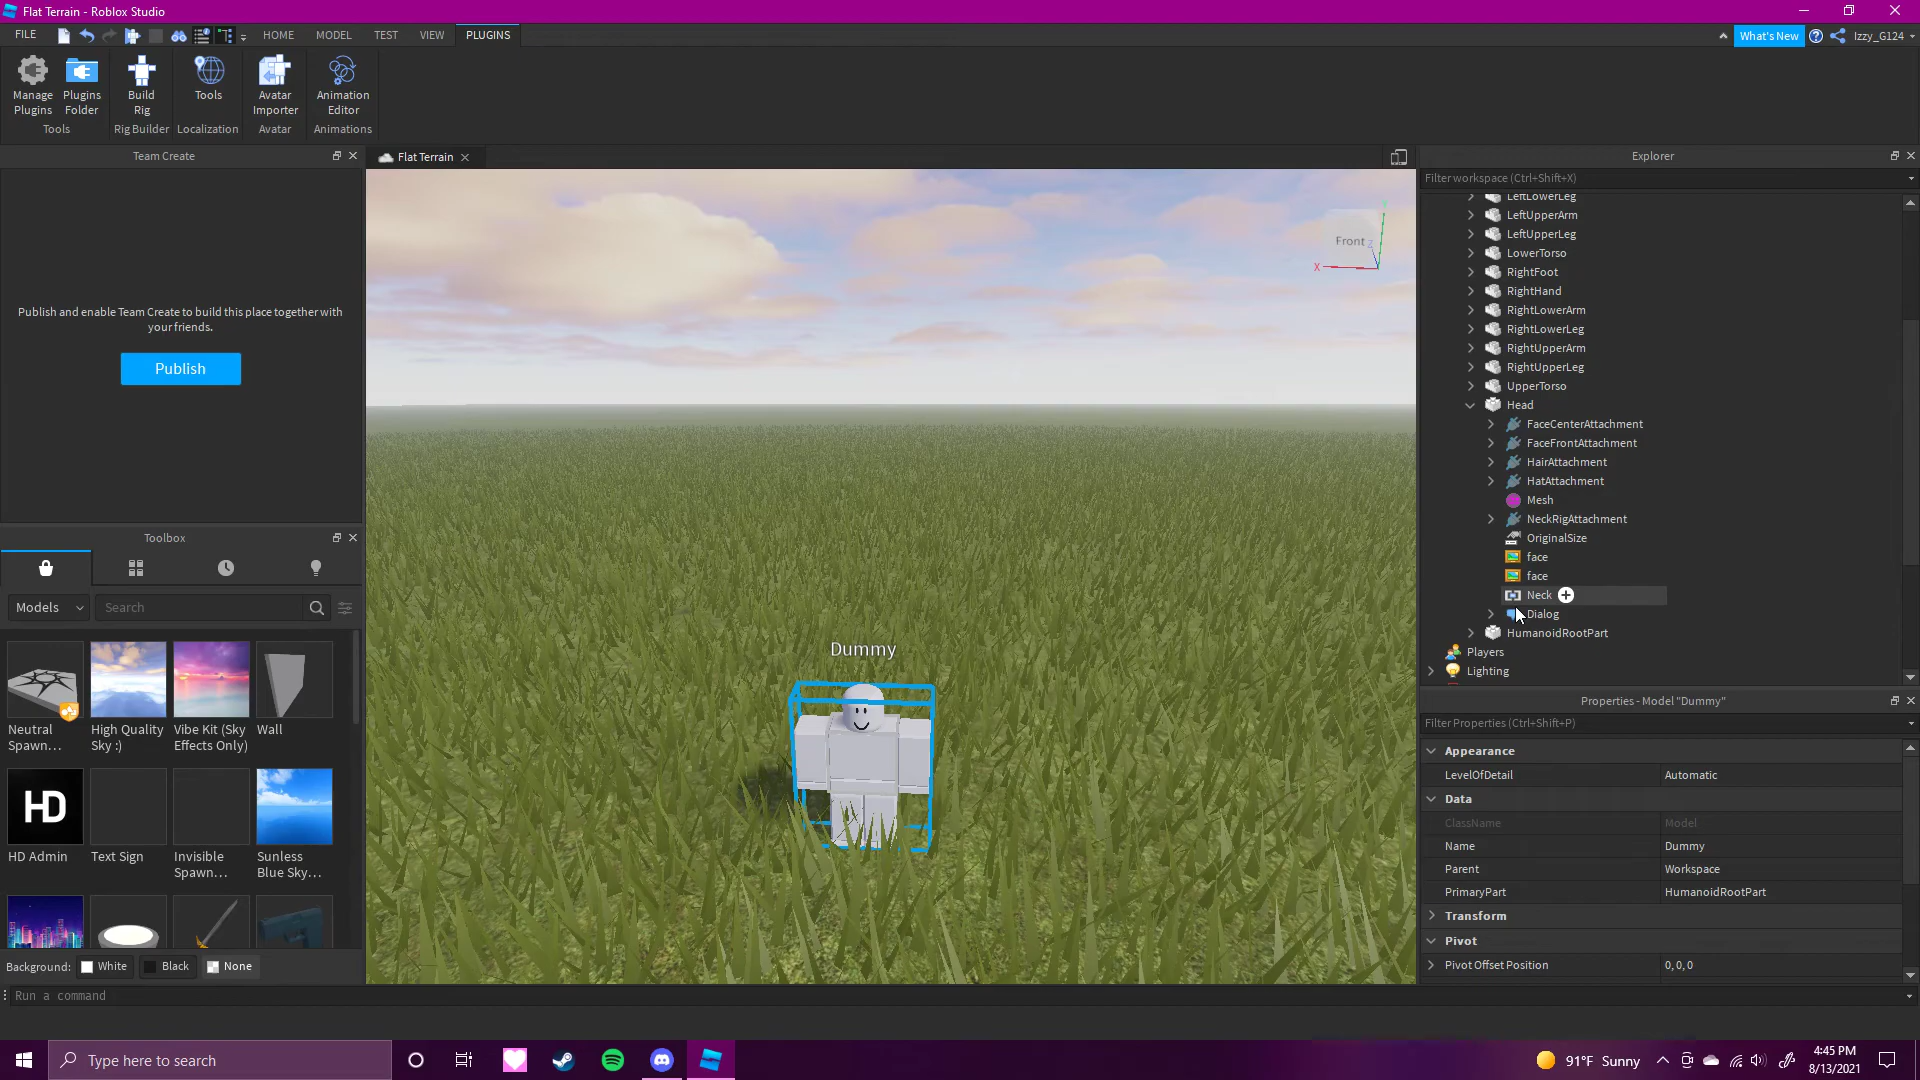 Flat Terrain - Roblox Studio
FILE
HOME
MODEL
TEST
VIEW
PLUGINS
What's New
Izzy_G124
Manage Plugins
Plugins Folder
Build Rig
Tools
Avatar Importer
Animation Editor
Tools
Rig Builder
Localization
Avatar
Animations
Team Create
Publish and enable Team Create to build this place together with
your friends.
Publish
Toolbox
Models
Search
Neutral Spawn...
High Quality Sky :)
Vibe Kit (Sky Effects Only)
Wall
HD
HD Admin
Text Sign
Invisible Spawn...
Sunless Blue Sky...
Background:
White
Black
None
Run a command
Flat Terrain
Front
X
Z
Dummy
Explorer
Filter workspace (Ctrl+Shift+X)
LeftLowerLeg
LeftUpperArm
LeftUpperLeg
LowerTorso
RightFoot
RightHand
RightLowerArm
RightLowerLeg
RightUpperArm
RightUpperLeg
UpperTorso
Head
FaceCenterAttachment
FaceFrontAttachment
HairAttachment
HatAttachment
Mesh
NeckRigAttachment
OriginalSize
face
face
Neck
Dialog
HumanoidRootPart
Players
Lighting
Properties - Model "Dummy"
Filter Properties (Ctrl+Shift+P)
Appearance
LevelOfDetail Automatic
Data
ClassName Model
Name Dummy
Parent Workspace
PrimaryPart HumanoidRootPart
Transform
Pivot
Pivot Offset Position 0, 0, 0
Type here to search
91°F Sunny
4:45 PM
8/13/2021